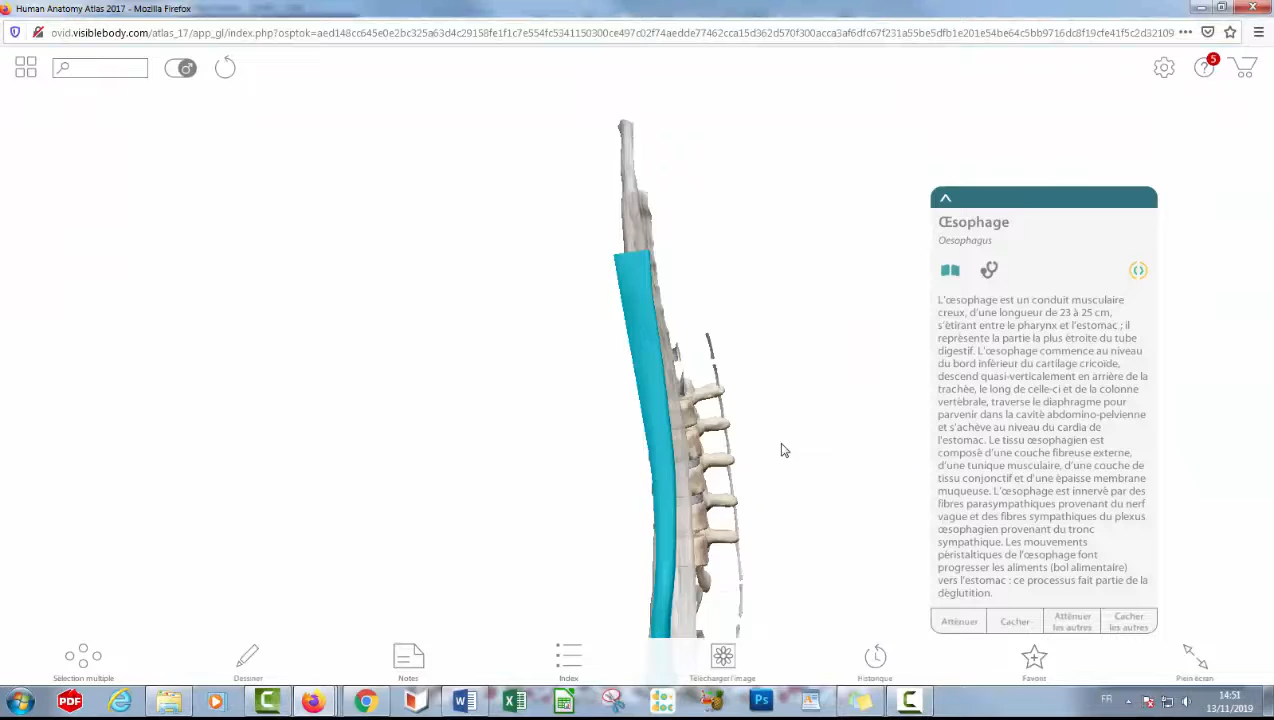 Human Anatomy Atlas 2017 - Mozilla Firefox
ovid.visiblebody.com/atlas_17/app_gl/index.php?osptok=aed148cc645e0e2bc325a63d4c29158fe1f1c7e554fc5341150300ce497c02f74aedde77462cca15d362d570f300acca3af6dfc67f231a55be5dfb1e201e54be64c5bb9716dc8f19cfe41f5c2d32109
5
Œsophage
Oesophagus
L'œsophage est un conduit musculaire
creux, d'une longueur de 23 à 25 cm,
s'étirant entre le pharynx et l'estomac ; il
représente la partie la plus étroite du tube
digestif. L'œsophage commence au niveau
du bord inférieur du cartilage cricoïde,
descend quasi-verticalement en arrière de la
trachée, le long de celle-ci et de la colonne
vertébrale, traverse le diaphragme pour
parvenir dans la cavité abdomino-pelvienne
et s'achève au niveau du cardia de
l'estomac. Le tissu œsophagien est
composé d'une couche fibreuse externe,
d'une tunique musculaire, d'une couche de
tissu conjonctif et d'une épaisse membrane
muqueuse. L'œsophage est innervé par des
fibres parasympathiques provenant du nerf
vague et des fibres sympathiques du plexus
œsophagien provenant du tronc
sympathique. Les mouvements
péristaltiques de l'œsophage font
progresser les aliments (bol alimentaire)
vers l'estomac : ce processus fait partie de la
déglutition.
Atténuer
Cacher
Atténuer les autres
Cacher les autres
Sélection multiple
Dessiner
Notes
Index
Télécharger l'image
Historique
Favori
Plein écran
PDF
Ps
FR
14:51
13/11/2019